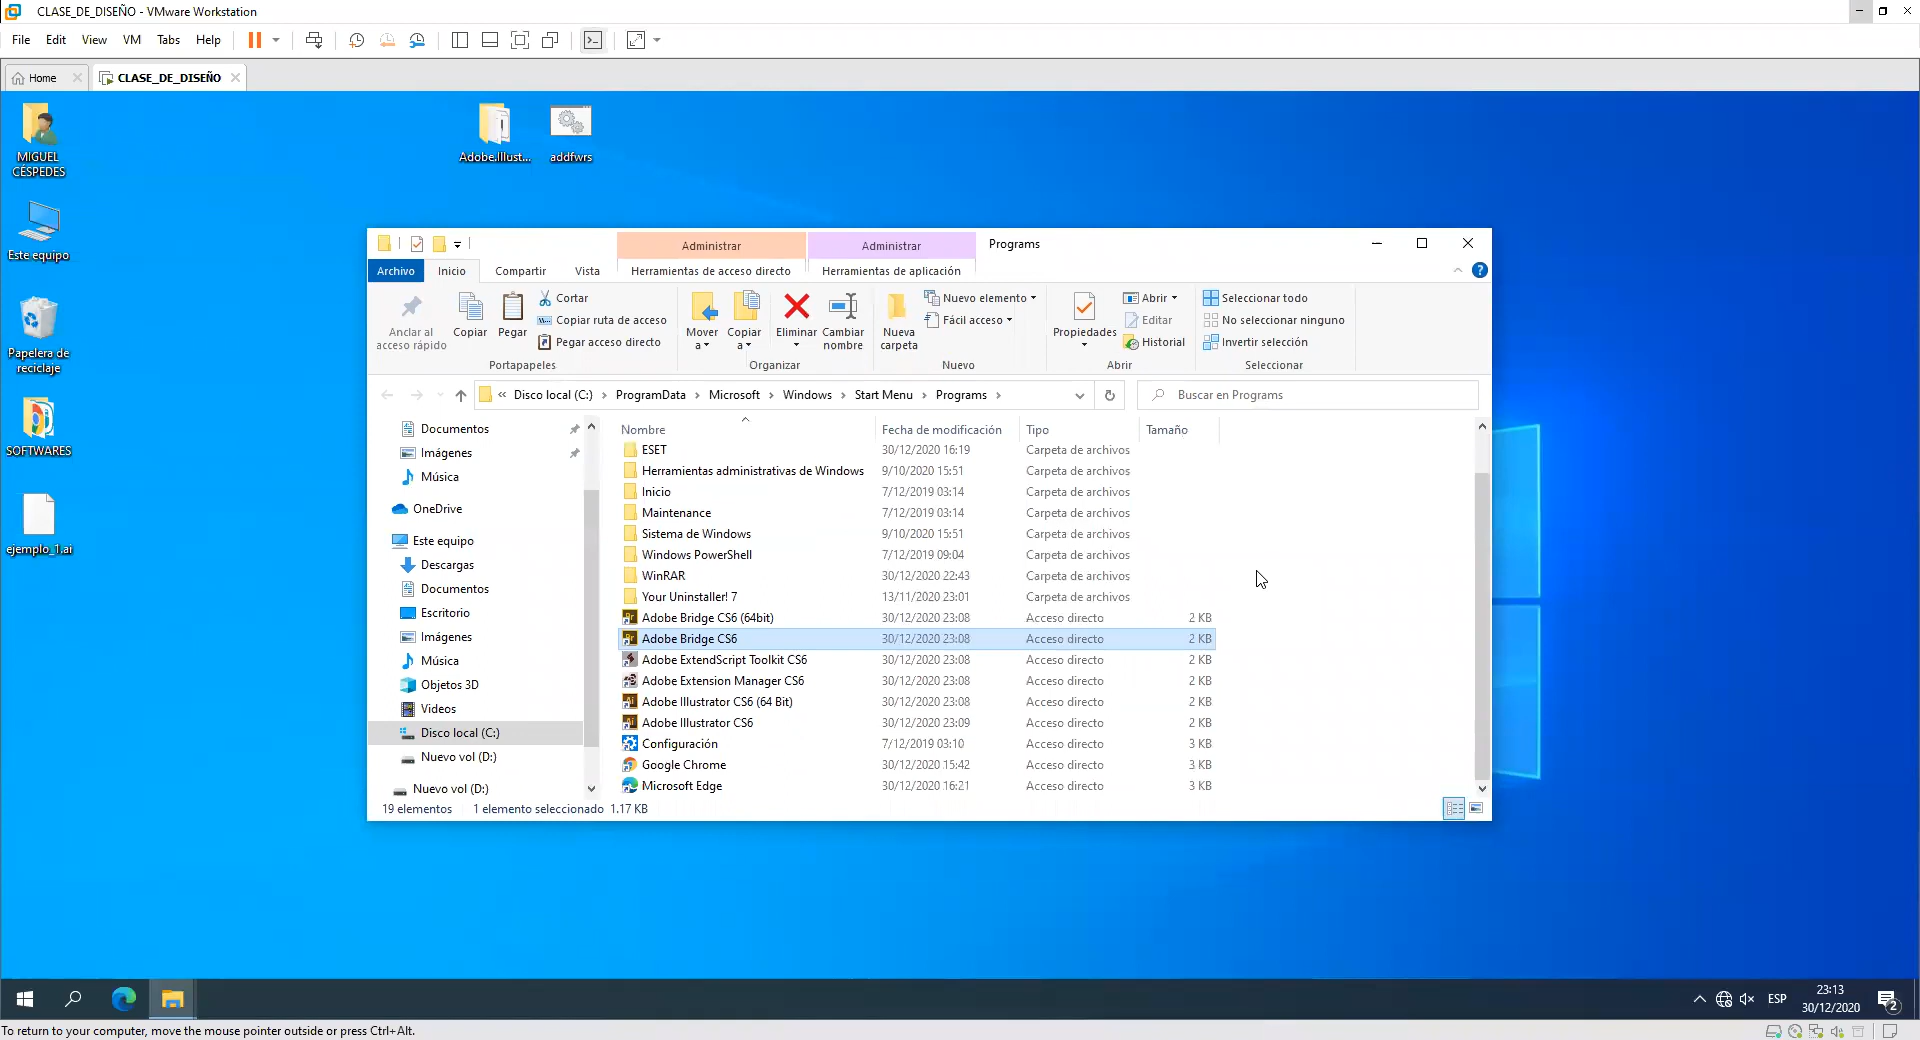 CLASE_DE_DISEÑO - VMware Workstation
File Edit View VM Tabs Help
Home CLASE_DE_DISEÑO
MIGUEL CÉSPEDES
Este equipo
Papelera de reciclaje
SOFTWARES
ejemplo_1.ai
Adobe.Illust...
addfwrs
Administrar Administrar Programs
Archivo Inicio Compartir Vista Herramientas de acceso directo Herramientas de aplicación
Anclar al acceso rápido
Copiar
Pegar
Cortar
Copiar ruta de acceso
Pegar acceso directo
Portapapeles
Mover a
Copiar a
Eliminar
Cambiar nombre
Organizar
Nueva carpeta
Nuevo elemento
Fácil acceso
Nuevo
Propiedades
Abrir
Editar
Historial
Abrir
Seleccionar todo
No seleccionar ninguno
Invertir selección
Seleccionar
« Disco local (C:) › ProgramData › Microsoft › Windows › Start Menu › Programs ›
Buscar en Programs
Documentos
Imágenes
Música
OneDrive
Este equipo
Descargas
Documentos
Escritorio
Imágenes
Música
Objetos 3D
Videos
Disco local (C:)
Nuevo vol (D:)
Nuevo vol (D:)
Nombre Fecha de modificación Tipo Tamaño
ESET 30/12/2020 16:19 Carpeta de archivos
Herramientas administrativas de Windows 9/10/2020 15:51 Carpeta de archivos
Inicio 7/12/2019 03:14 Carpeta de archivos
Maintenance 7/12/2019 03:14 Carpeta de archivos
Sistema de Windows 9/10/2020 15:51 Carpeta de archivos
Windows PowerShell 7/12/2019 09:04 Carpeta de archivos
WinRAR 30/12/2020 22:43 Carpeta de archivos
Your Uninstaller! 7 13/11/2020 23:01 Carpeta de archivos
Adobe Bridge CS6 (64bit) 30/12/2020 23:08 Acceso directo 2 KB
Adobe Bridge CS6 30/12/2020 23:08 Acceso directo 2 KB
Adobe ExtendScript Toolkit CS6 30/12/2020 23:08 Acceso directo 2 KB
Adobe Extension Manager CS6 30/12/2020 23:08 Acceso directo 2 KB
Adobe Illustrator CS6 (64 Bit) 30/12/2020 23:08 Acceso directo 2 KB
Adobe Illustrator CS6 30/12/2020 23:09 Acceso directo 2 KB
Configuración 7/12/2019 03:10 Acceso directo 3 KB
Google Chrome 30/12/2020 15:42 Acceso directo 3 KB
Microsoft Edge 30/12/2020 16:21 Acceso directo 3 KB
19 elementos 1 elemento seleccionado 1.17 KB
ESP
23:13
30/12/2020
2
To return to your computer, move the mouse pointer outside or press Ctrl+Alt.